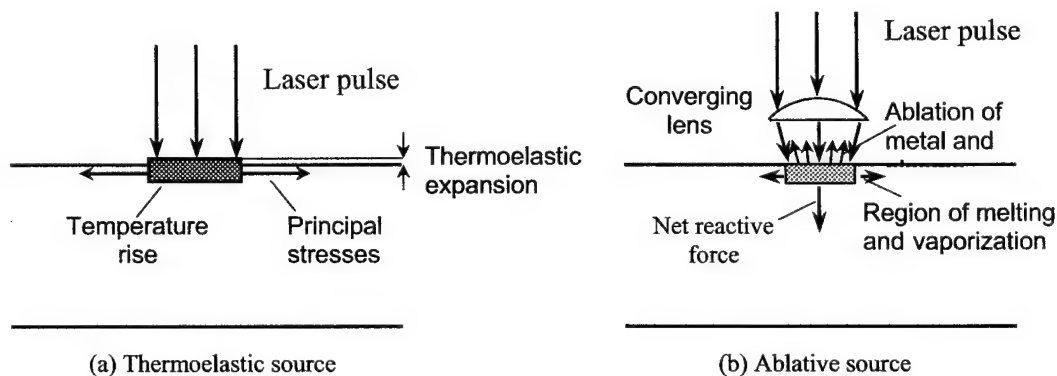 Laser pulse
Thermoelastic
expansion
Temperature
rise
Principal
stresses
(a) Thermoelastic source
Laser pulse
Converging
lens
Ablation of
metal and
Net reactive
force
Region of melting
and vaporization
(b) Ablative source